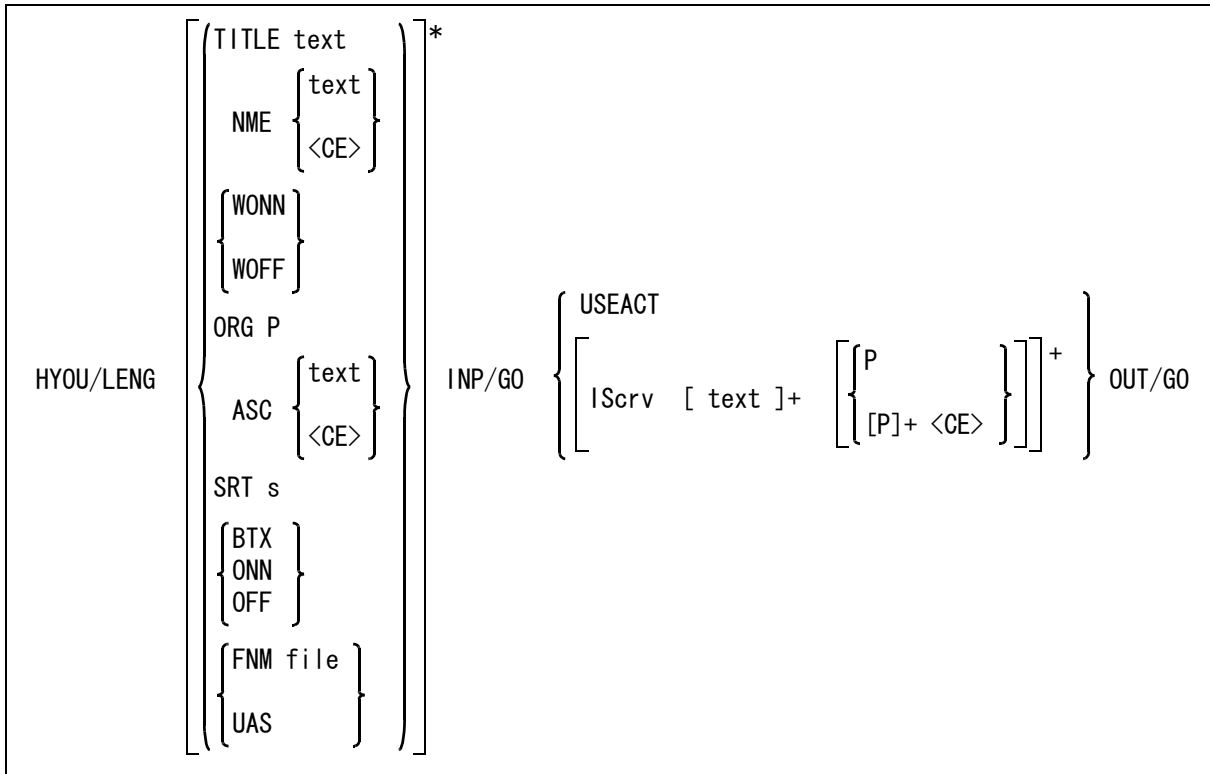 TITLE text
*
NME
text
<CE>
WONN
WOFF
ORG P
ASC
text
<CE>
SRT s
BTX
ONN
OFF
FNM file
UAS
HYOU/LENG
INP/GO
USEACT
IScrv [ text ]+
P
[P]+ <CE>
+
OUT/GO